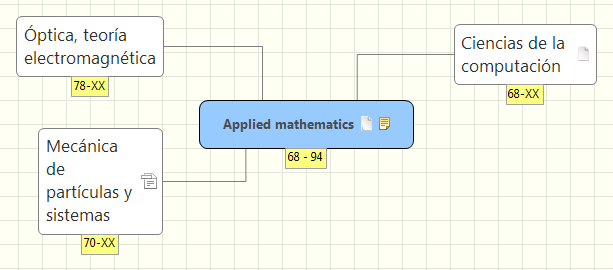 Óptica, teoría
electromagnética
78-XX
Ciencias de la
computación
68-XX
Applied mathematics
68 - 94
Mecánica
de
partículas y
sistemas
70-XX